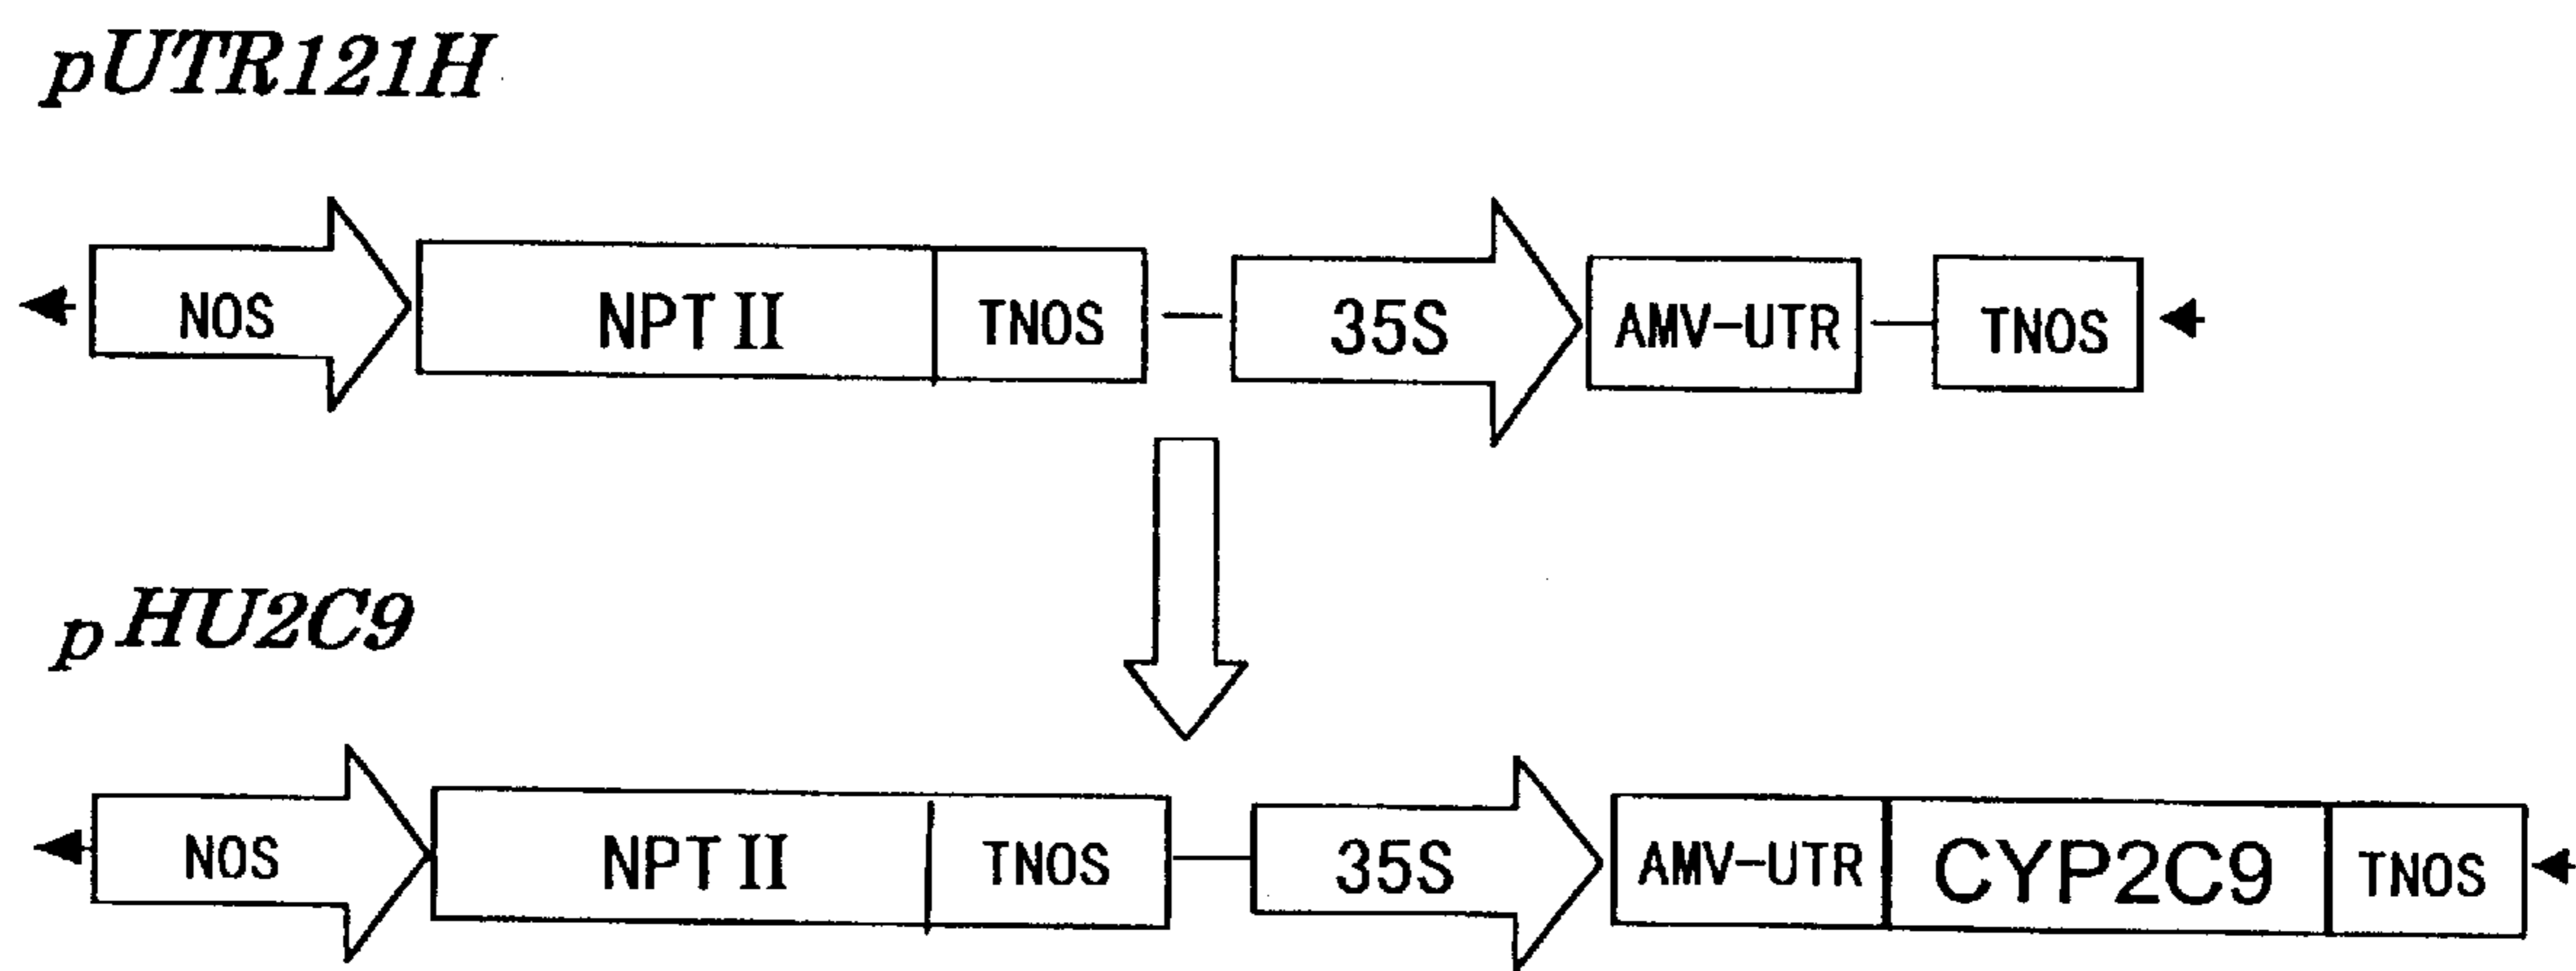 pUTR121H
NOS NPT II TNOS 35S AMV-UTR TNOS
pHU2C9
NOS NPT II TNOS 35S AMV-UTR CYP2C9 TNOS